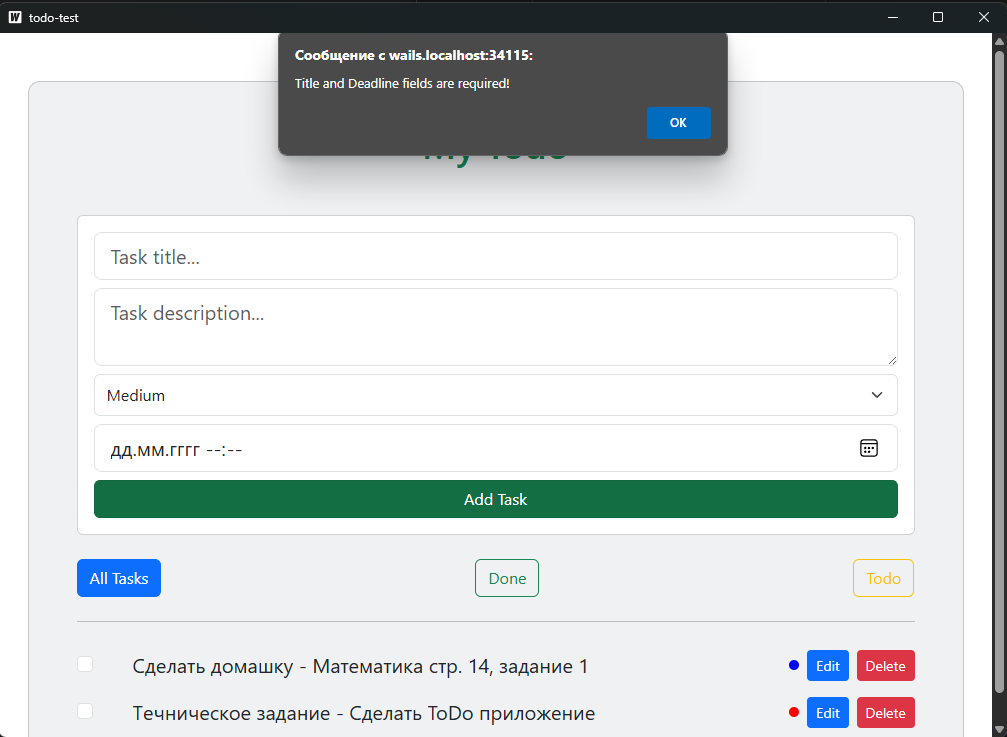 W todo-test
Сообщение с wails.localhost:34115:
Title and Deadline fields are required!
OK
My Todo
Task title...
Task description...
Medium
дд.мм.гггг --:--
Add Task
All Tasks Done Todo
Сделать домашку - Математика стр. 14, задание 1 Edit Delete
Течническое задание - Сделать ToDo приложение Edit Delete